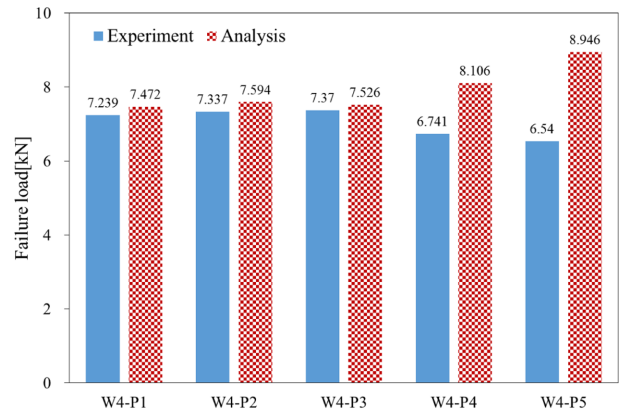 10
Experiment Analysis
8.946
8.106
8
7.239 7.472 7.337 7.594 7.37 7.526
6.741
6.54
6
Failure load[kN]
4
2
0
W4-P1 W4-P2 W4-P3 W4-P4 W4-P5